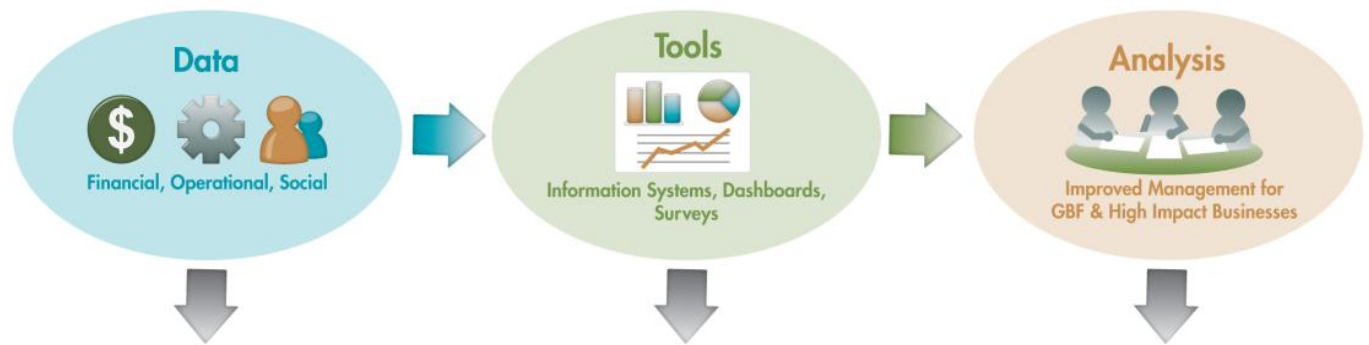 Data
$
Financial, Operational, Social
Tools
Information Systems, Dashboards,
Surveys
Analysis
Improved Management for
GBF & High Impact Businesses